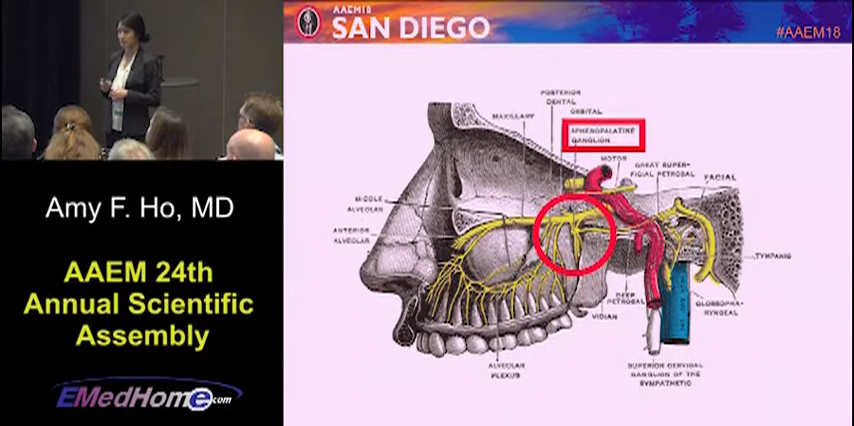 AAEM18
SAN DIEGO
#AAEM18
Amy F. Ho, MD
AAEM 24th
Annual Scientific
Assembly
EMedHome.com
POSTERIOR
DENTAL
ORBITAL
MAXILLARY
SPHENOPALATINE
GANGLION
MOTOR
GREAT SUPER-
FICIAL PETROSAL
FACIAL
MIDDLE
ALVEOLAR
ANTERIOR
ALVEOLAR
TYMPANIC
DEEP
PETROSAL
GLOSSOPHA-
RYNGEAL
VIDIAN
ALVEOLAR
PLEXUS
SUPERIOR CERVICAL
GANGLION OF THE
SYMPATHETIC